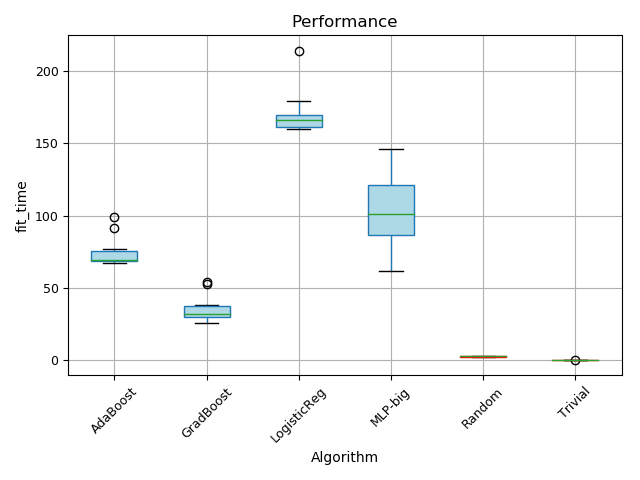 Performance
fit_time
200
150
100
50
0
AdaBoost
GradBoost
LogisticReg
MLP-big
Random
Trivial
Algorithm